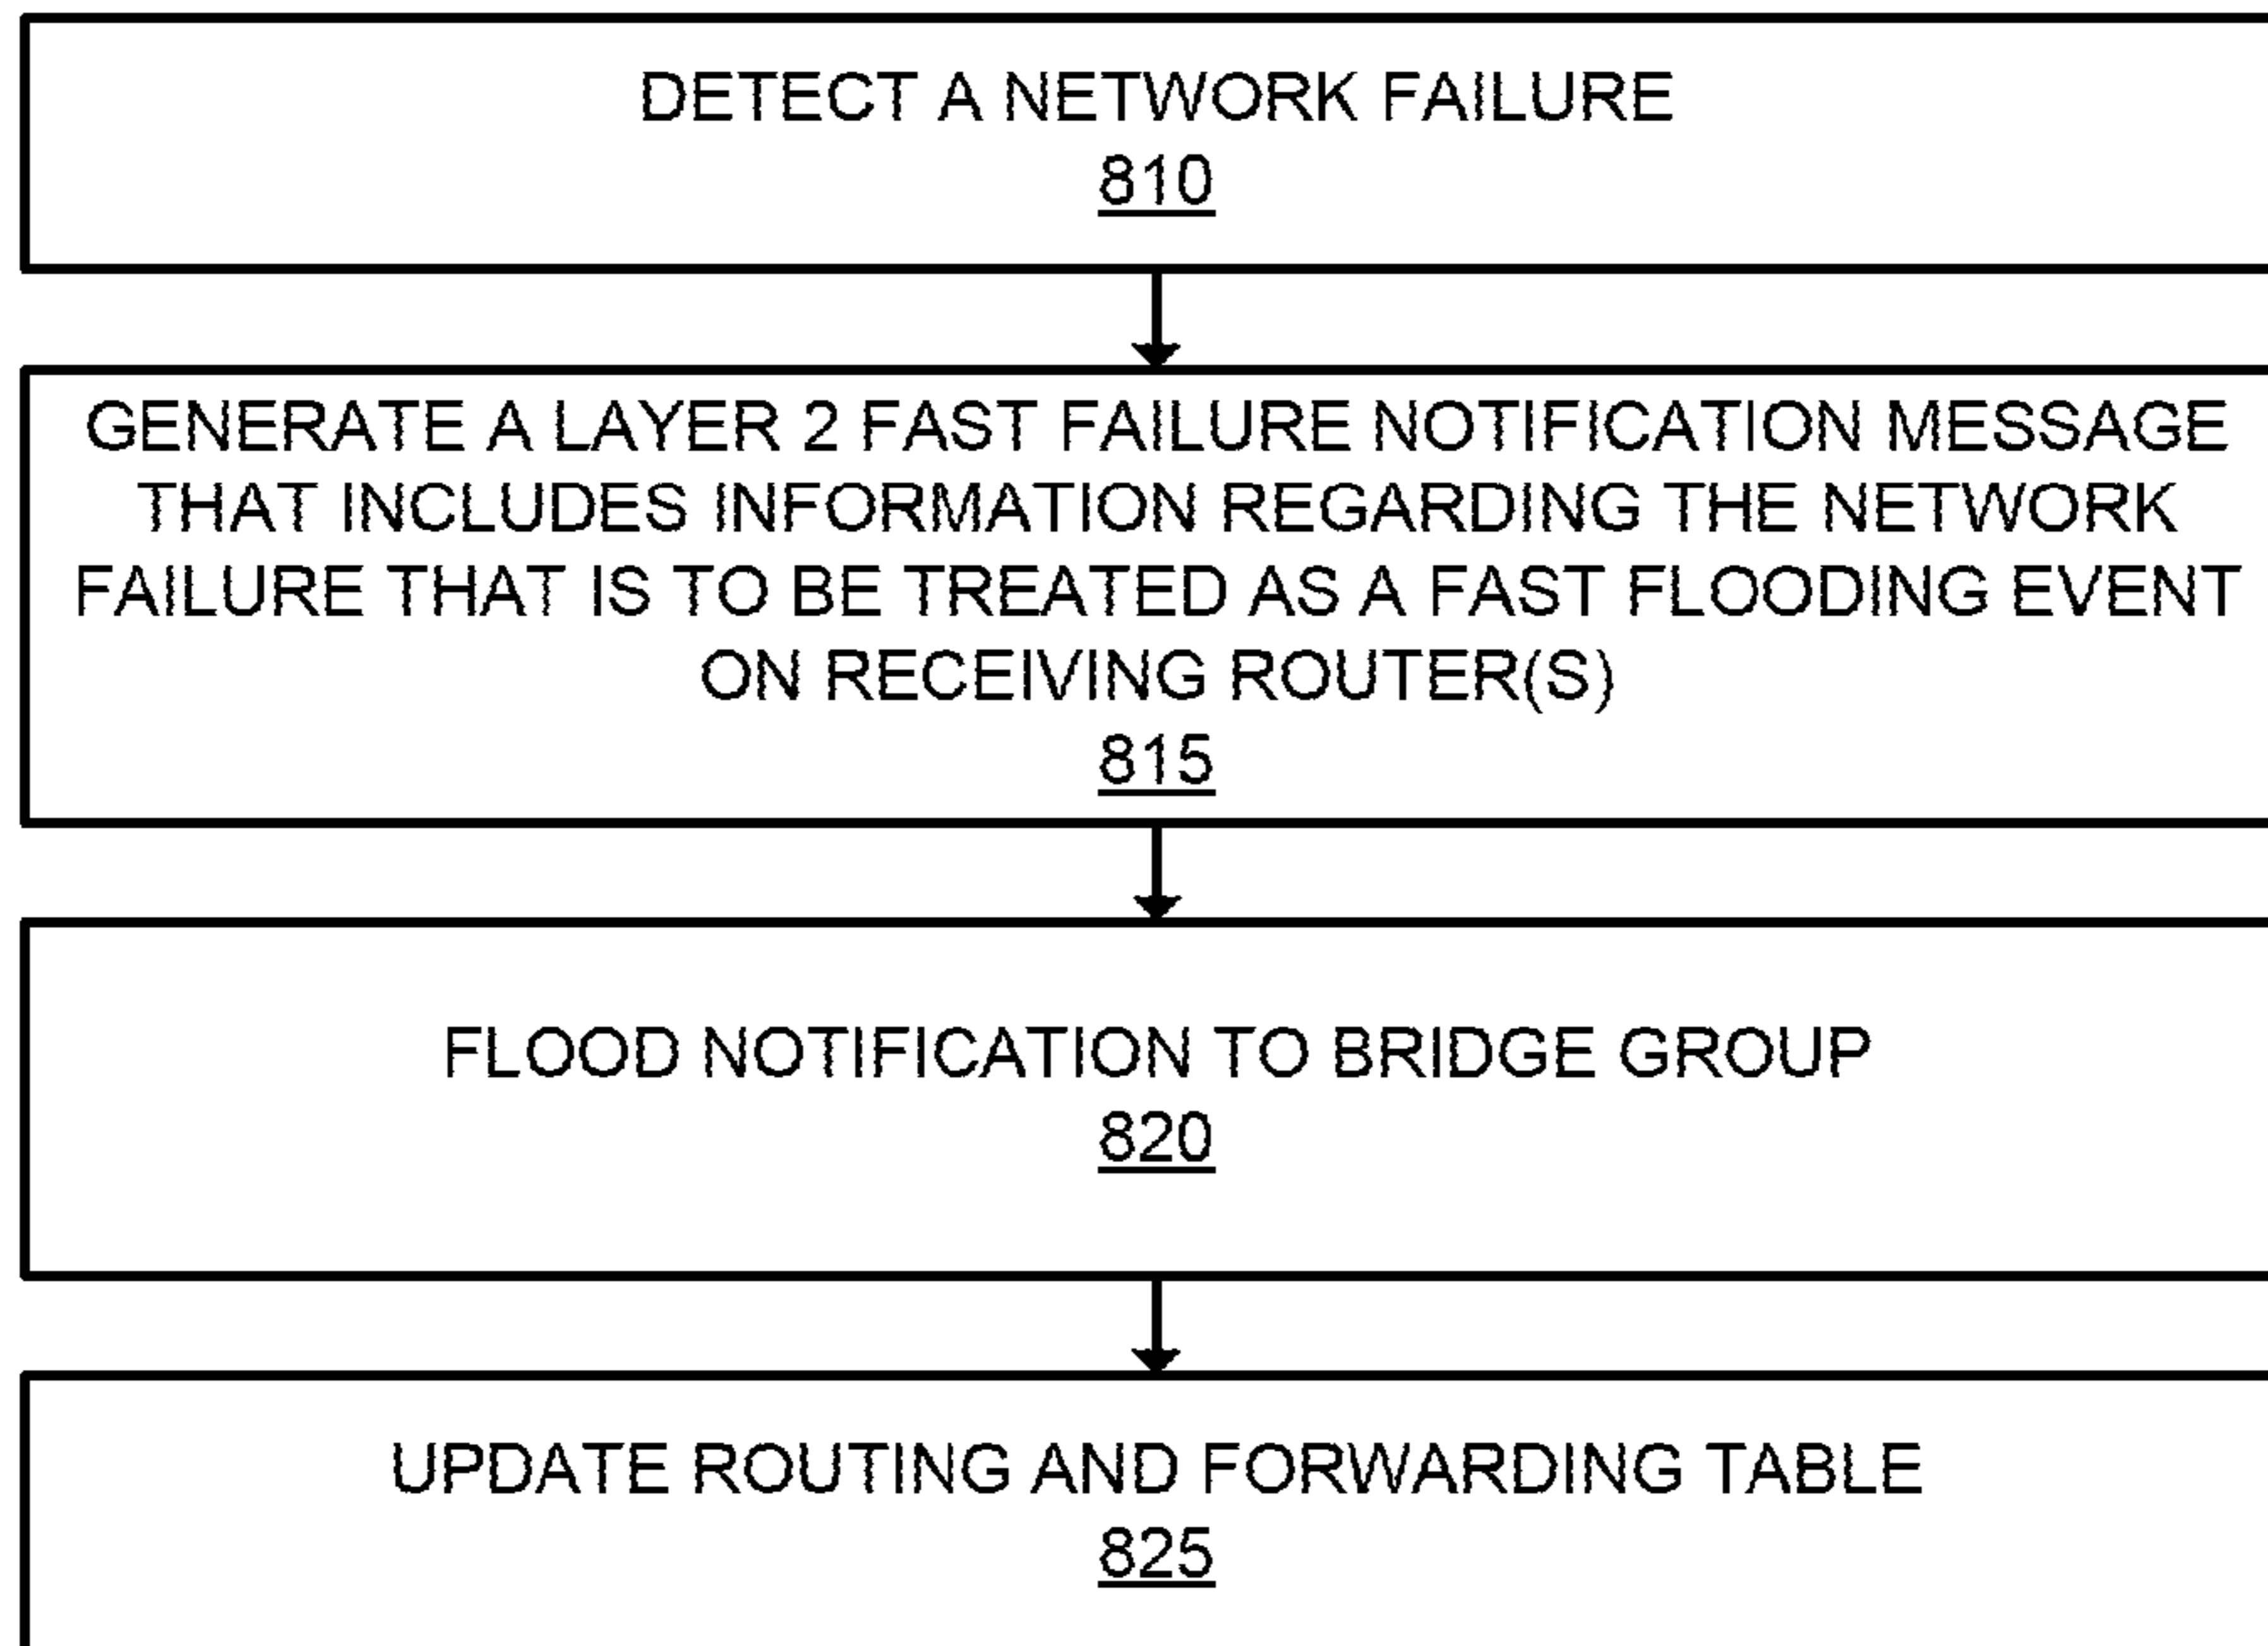 DETECT A NETWORK FAILURE
810
GENERATE A LAYER 2 FAST FAILURE NOTIFICATION MESSAGE
THAT INCLUDES INFORMATION REGARDING THE NETWORK
FAILURE THAT IS TO BE TREATED AS A FAST FLOODING EVENT
ON RECEIVING ROUTER(S)
815
FLOOD NOTIFICATION TO BRIDGE GROUP
820
UPDATE ROUTING AND FORWARDING TABLE
825